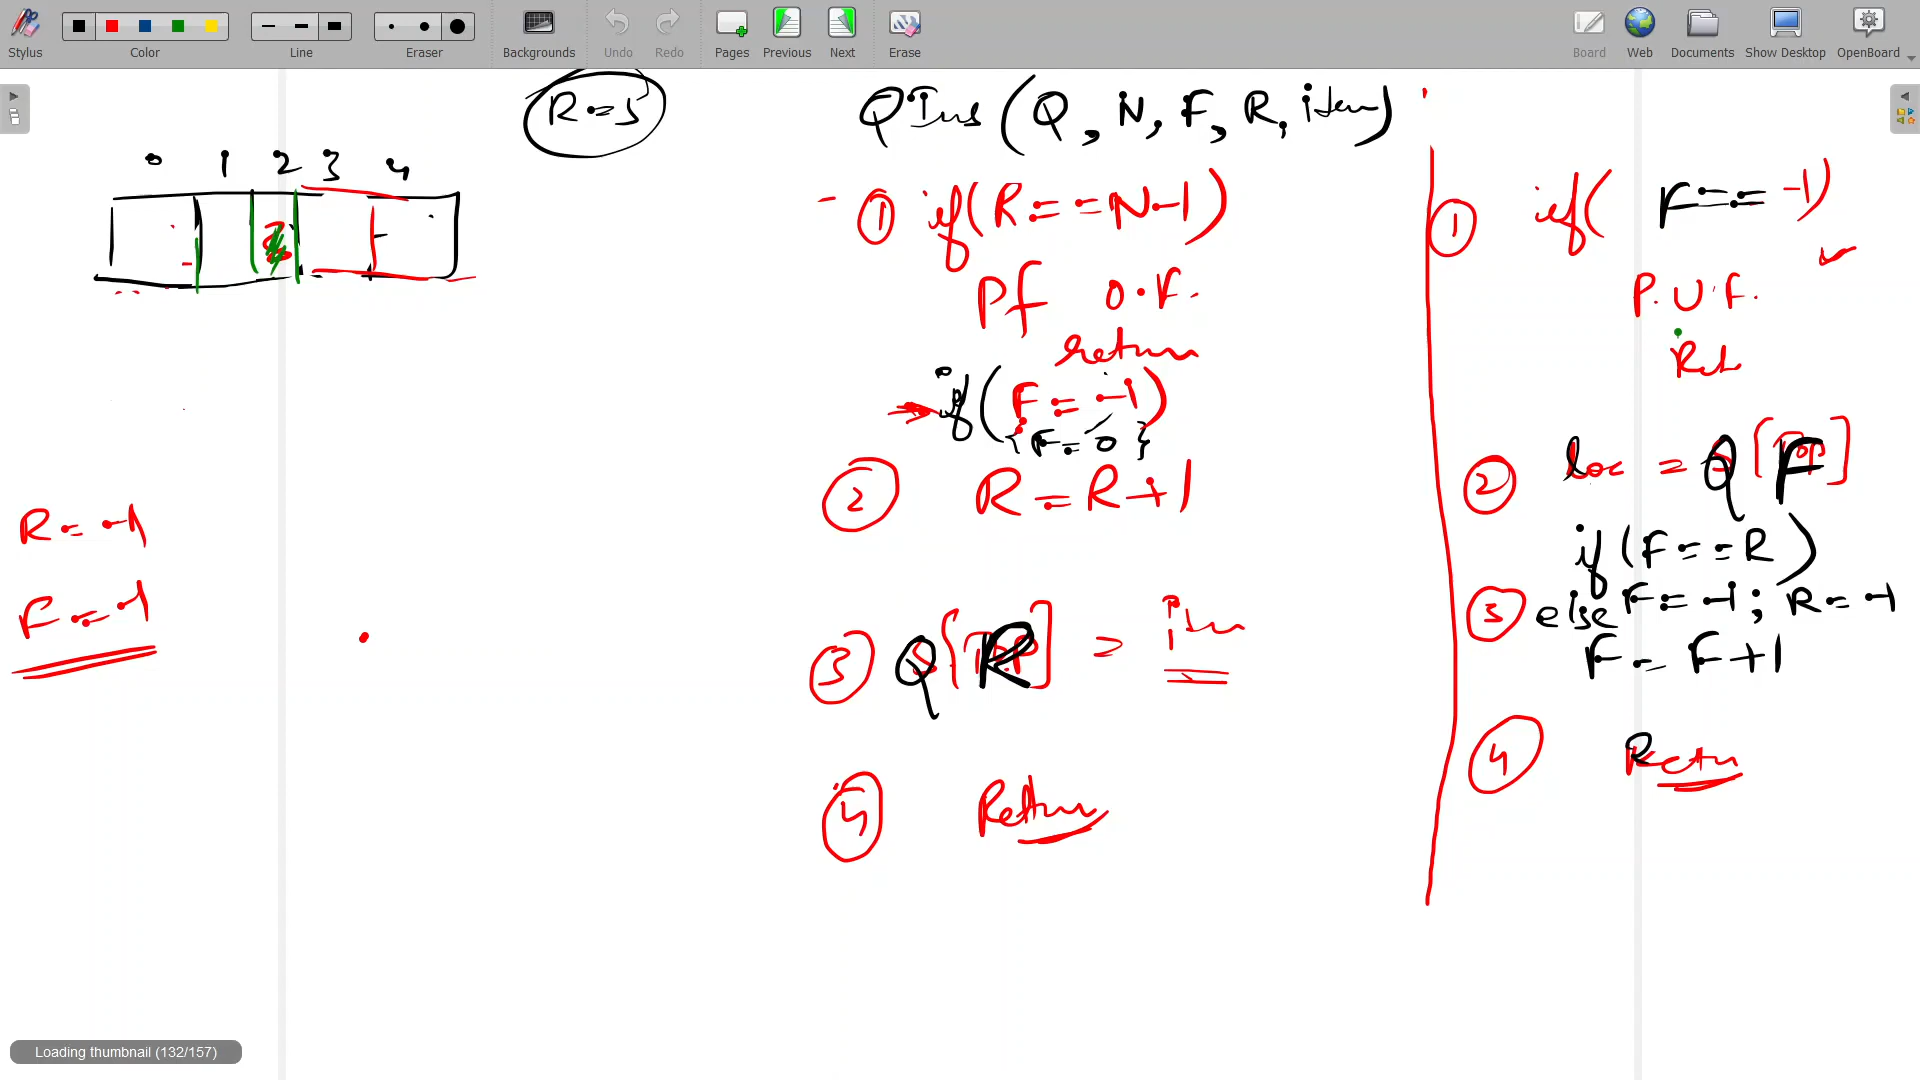 Stylus
Color
Line
Eraser
Backgrounds
Undo
Redo
Pages
Previous
Next
Erase
Board
Web
Documents
Show Desktop
OpenBoard
R=5
0 1 2 3 4
R=-1
F=-1
QIns (Q, N, F, R, item)
① if(R==N-1)
Pf O.F.
return
if(F=-1)
{F=0}
② R=R+1
③ Q[R] = item
④ Return
① if( F==-1)
P.U.F.
Ret
② loc = Q[F]
if(F==R)
③ F=-1; R=-1
else
F=F+1
④ Return
Loading thumbnail (132/157)